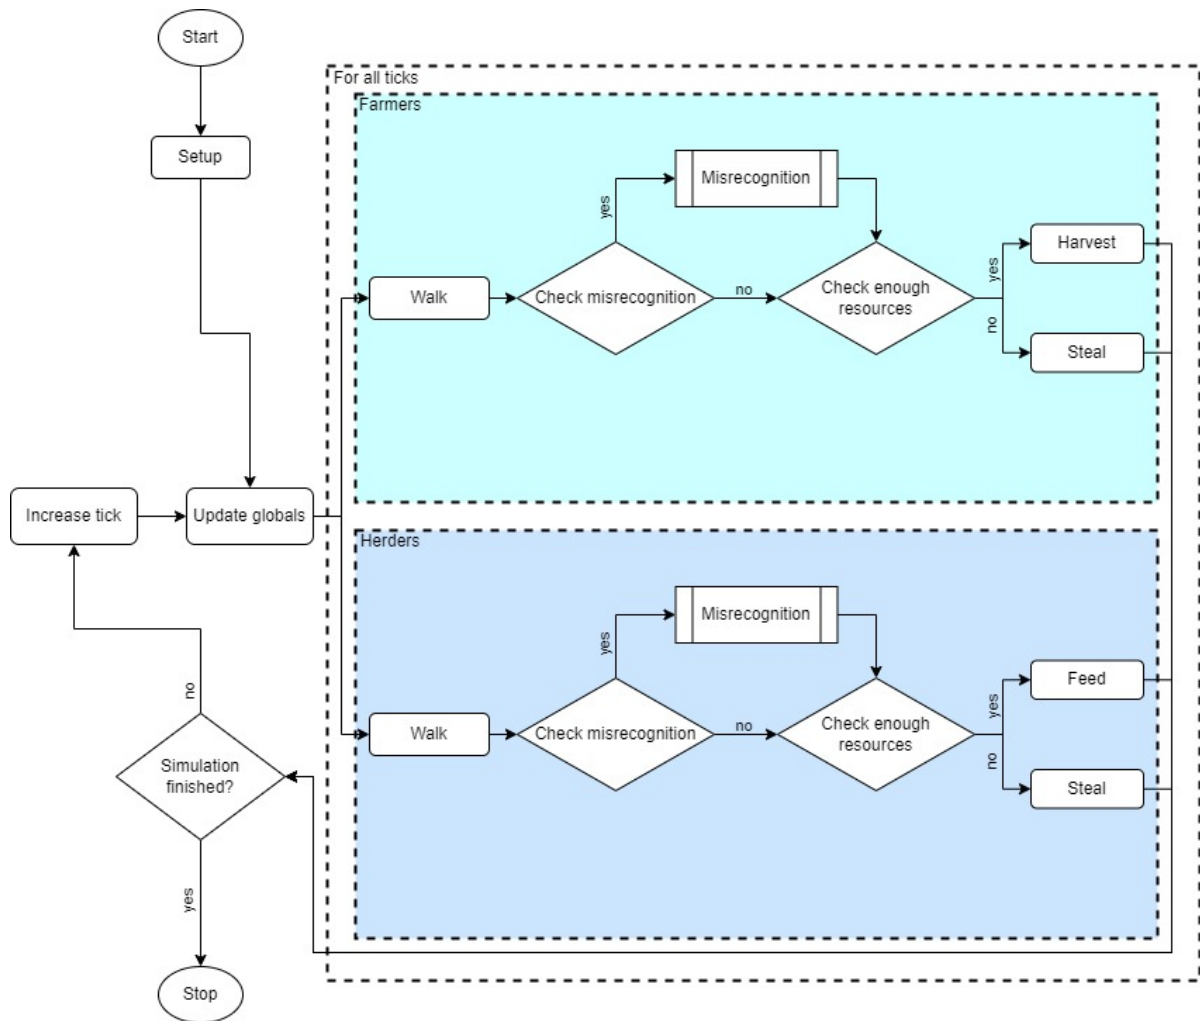 Start
Setup
For all ticks
Farmers
Misrecognition
yes
Walk
Check misrecognition
no
Check enough
resources
yes
no
Harvest
Steal
Increase tick
Update globals
Herders
Misrecognition
yes
Walk
Check misrecognition
no
Check enough
resources
yes
no
Feed
Steal
no
Simulation
finished?
yes
Stop